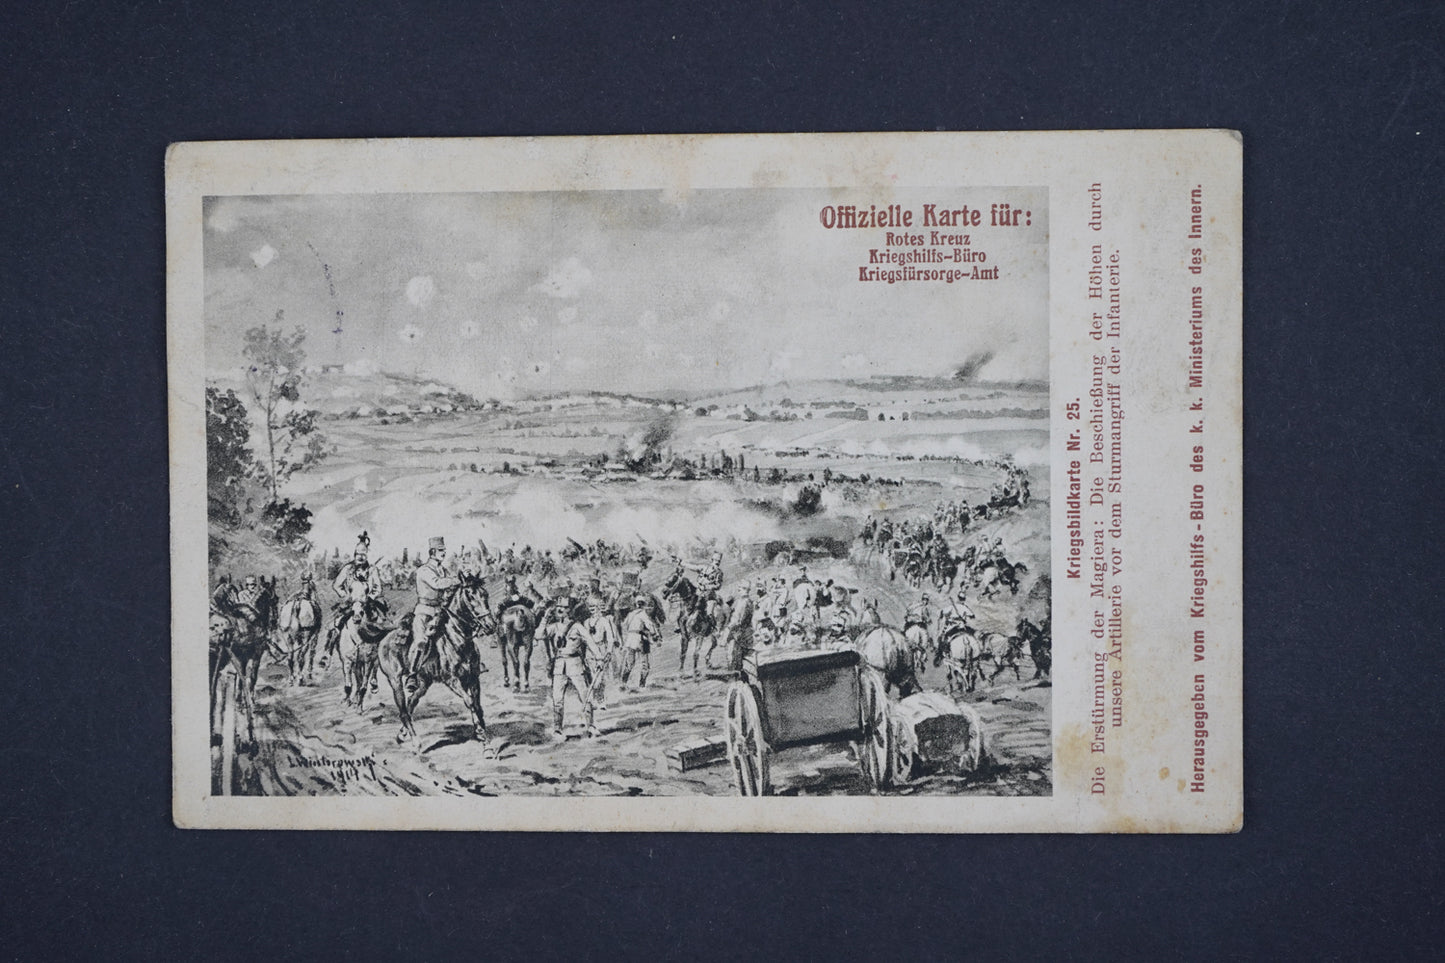 Offizielle Karte für:
Rotes Kreuz
Kriegshilfs-Büro
Kriegsfürsorge-Amt
Kriegsbildkarte Nr. 25.
Die Erstürmung der Magiera: Die Beschießung der Höhen durch
unsere Artillerie vor dem Sturmangriff der Infanterie.
Herausgegeben vom Kriegshilfs-Büro des k. k. Ministeriums des Innern.